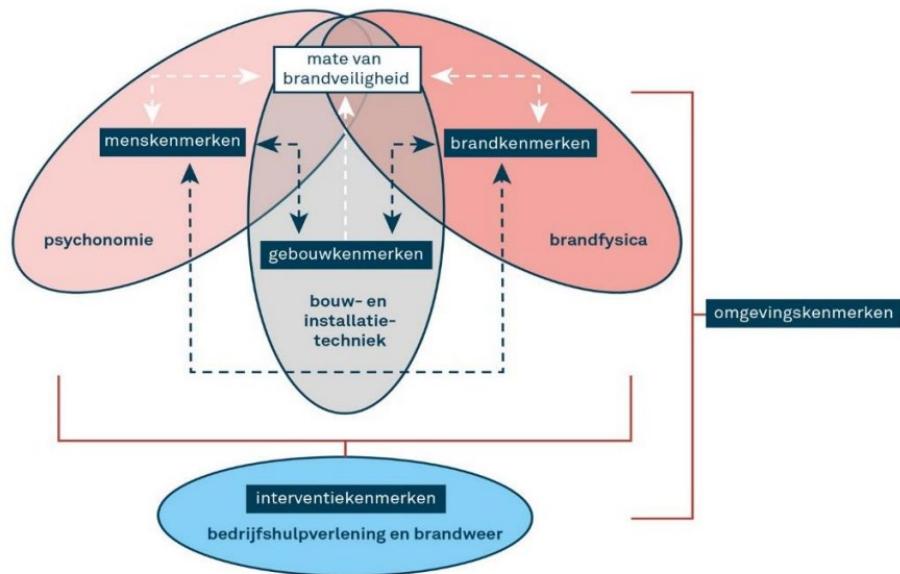 mate van
brandveiligheid
menskenmerken
brandkenmerken
psychonomie
brandfysica
gebouwkenmerken
bouw- en
installatie-
techniek
omgevingskenmerken
interventiekenmerken
bedrijfshulpverlening en brandweer